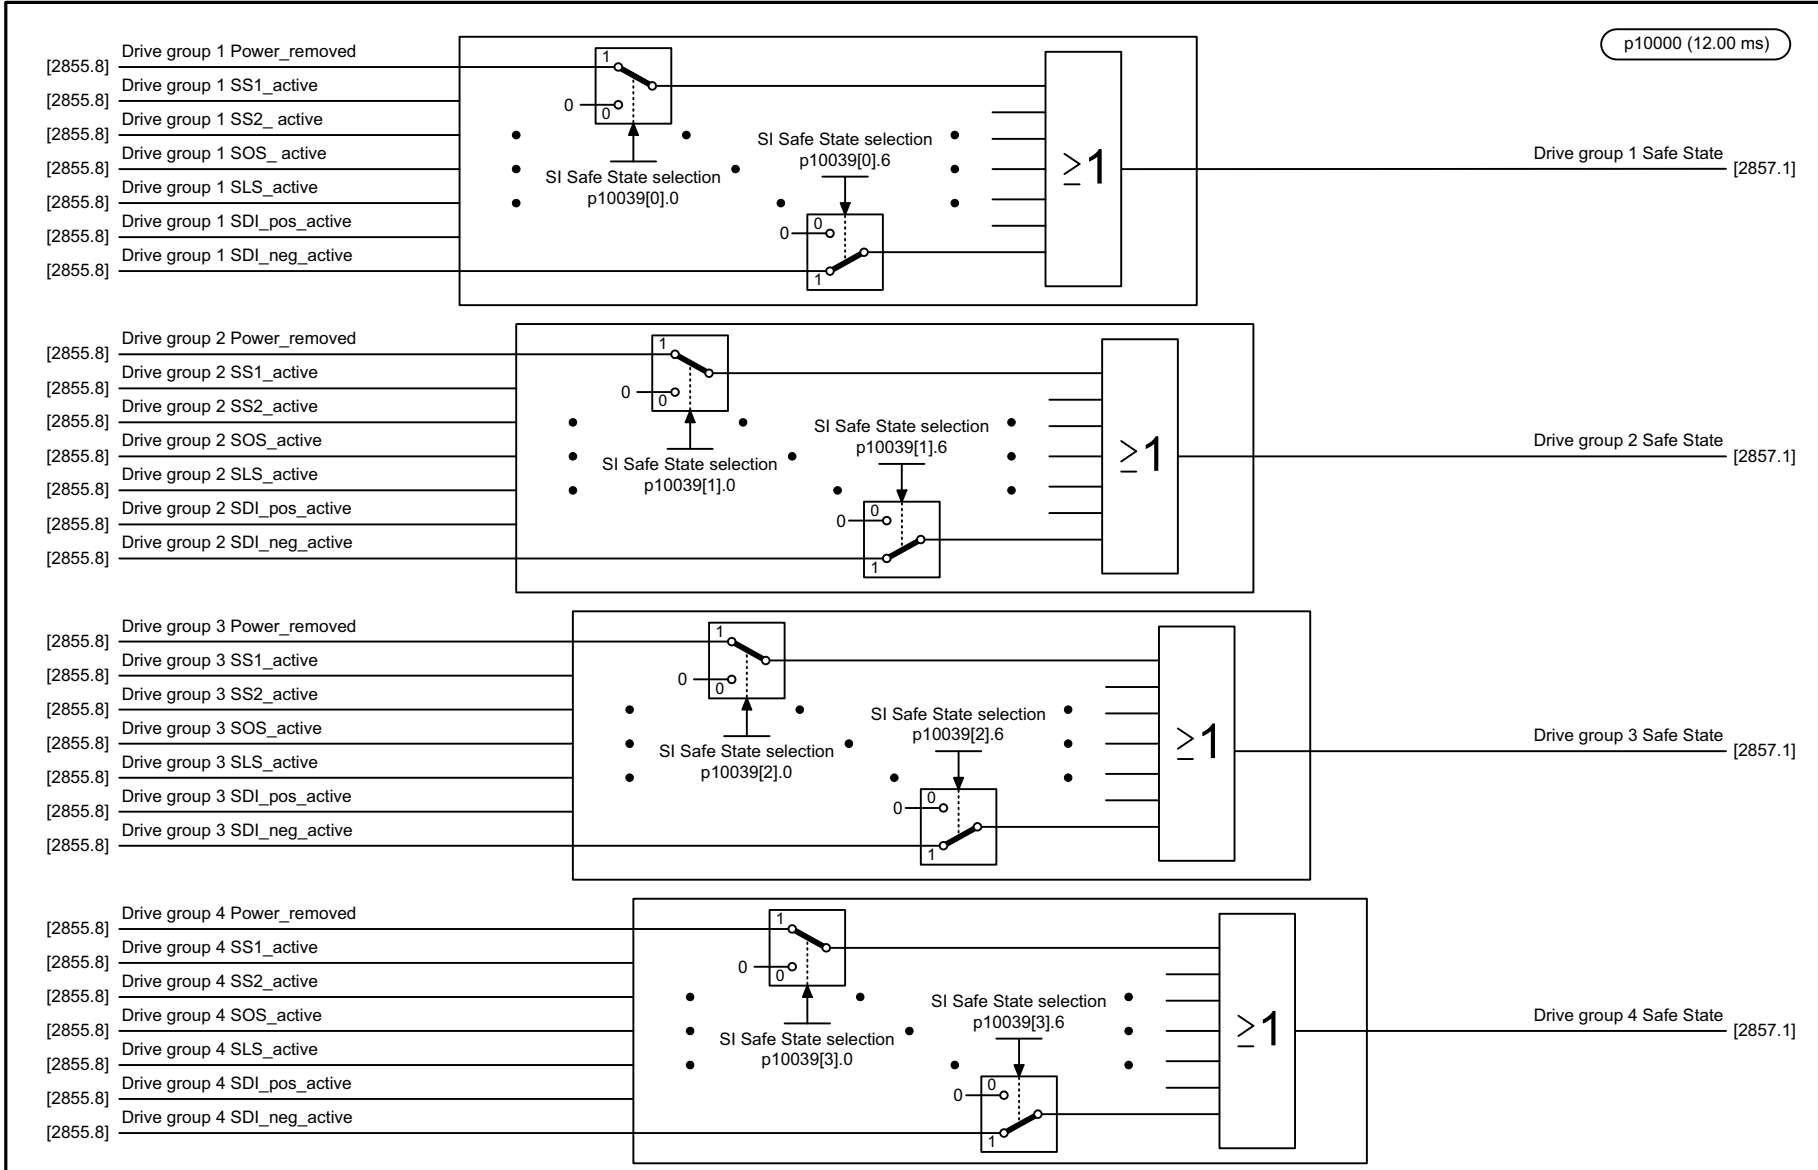 p10000 (12.00 ms)
Drive group 1 Power_removed
[2855.8]
Drive group 1 SS1_active
[2855.8]
Drive group 1 SS2_ active
[2855.8]
Drive group 1 SOS_ active
[2855.8]
Drive group 1 SLS_active
[2855.8]
Drive group 1 SDI_pos_active
[2855.8]
Drive group 1 SDI_neg_active
[2855.8]
1
0
0
SI Safe State selection
p10039[0].0
SI Safe State selection
p10039[0].6
0
0
1
≥1
Drive group 1 Safe State
[2857.1]
Drive group 2 Power_removed
[2855.8]
Drive group 2 SS1_active
[2855.8]
Drive group 2 SS2_active
[2855.8]
Drive group 2 SOS_active
[2855.8]
Drive group 2 SLS_active
[2855.8]
Drive group 2 SDI_pos_active
[2855.8]
Drive group 2 SDI_neg_active
[2855.8]
1
0
0
SI Safe State selection
p10039[1].0
SI Safe State selection
p10039[1].6
0
0
1
≥1
Drive group 2 Safe State
[2857.1]
Drive group 3 Power_removed
[2855.8]
Drive group 3 SS1_active
[2855.8]
Drive group 3 SS2_active
[2855.8]
Drive group 3 SOS_active
[2855.8]
Drive group 3 SLS_active
[2855.8]
Drive group 3 SDI_pos_active
[2855.8]
Drive group 3 SDI_neg_active
[2855.8]
1
0
0
SI Safe State selection
p10039[2].0
SI Safe State selection
p10039[2].6
0
0
1
≥1
Drive group 3 Safe State
[2857.1]
Drive group 4 Power_removed
[2855.8]
Drive group 4 SS1_active
[2855.8]
Drive group 4 SS2_active
[2855.8]
Drive group 4 SOS_active
[2855.8]
Drive group 4 SLS_active
[2855.8]
Drive group 4 SDI_pos_active
[2855.8]
Drive group 4 SDI_neg_active
[2855.8]
1
0
0
SI Safe State selection
p10039[3].0
SI Safe State selection
p10039[3].6
0
0
1
≥1
Drive group 4 Safe State
[2857.1]